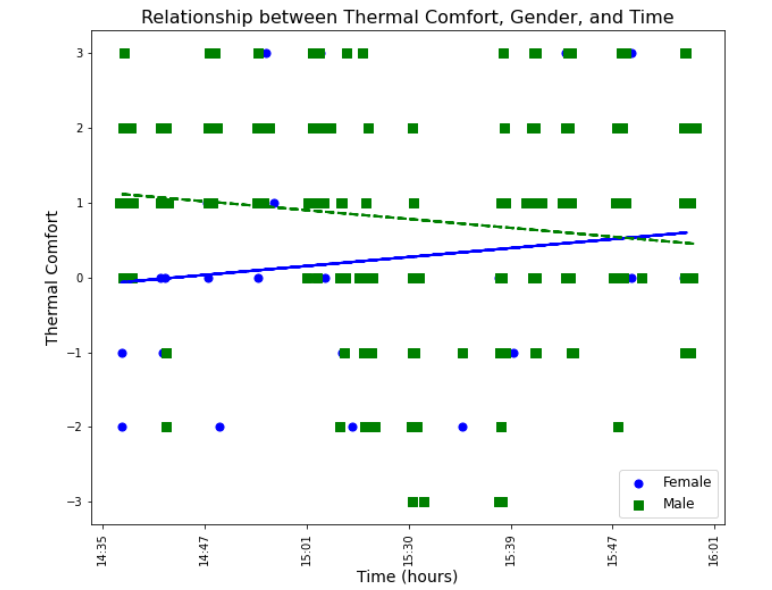 Relationship between Thermal Comfort, Gender, and Time
Thermal Comfort
3
2
1
0
−1
−2
−3
Female
Male
14:35
14:47
15:01
15:30
15:39
15:47
16:01
Time (hours)